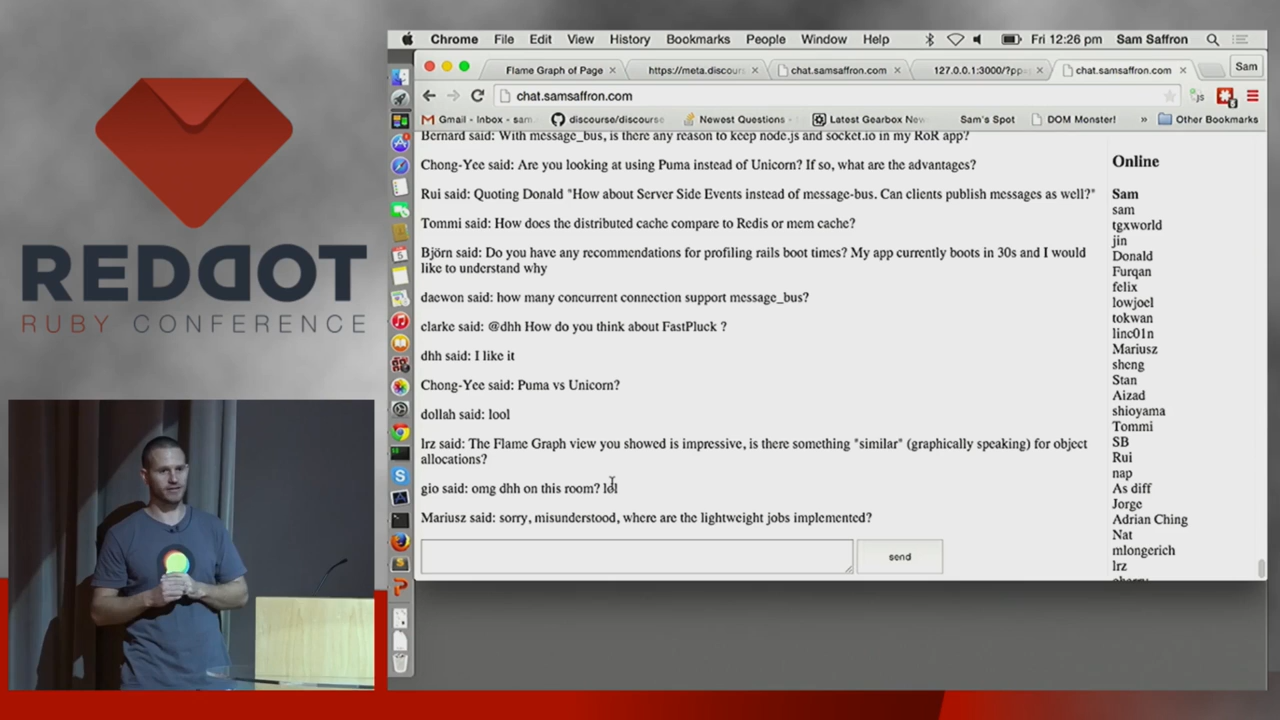 REDDOT
RUBY CONFERENCE
Chrome File Edit View History Bookmarks People Window Help Fri 12:26 pm Sam Saffron
Flame Graph of Page https://meta.discours chat.samsaffron.com 127.0.0.1:3000/?pp= chat.samsaffron.com Sam
chat.samsaffron.com
Gmail - Inbox - sam. discourse/discourse Newest Questions Latest Gearbox New Sam's Spot DOM Monster! » Other Bookmarks
Bernard said: With message_bus, is there any reason to keep node.js and socket.io in my RoR app?
Chong-Yee said: Are you looking at using Puma instead of Unicorn? If so, what are the advantages?
Rui said: Quoting Donald "How about Server Side Events instead of message-bus. Can clients publish messages as well?"
Tommi said: How does the distributed cache compare to Redis or mem cache?
Björn said: Do you have any recommendations for profiling rails boot times? My app currently boots in 30s and I would
like to understand why
daewon said: how many concurrent connection support message_bus?
clarke said: @dhh How do you think about FastPluck ?
dhh said: I like it
Chong-Yee said: Puma vs Unicorn?
dollah said: lool
lrz said: The Flame Graph view you showed is impressive, is there something "similar" (graphically speaking) for object
allocations?
gio said: omg dhh on this room? lol
Mariusz said: sorry, misunderstood, where are the lightweight jobs implemented?
send
Online
Sam
sam
tgxworld
jin
Donald
Furqan
felix
lowjoel
tokwan
linc01n
Mariusz
sheng
Stan
Aizad
shioyama
Tommi
SB
Rui
nap
As diff
Jorge
Adrian Ching
Nat
mlongerich
lrz